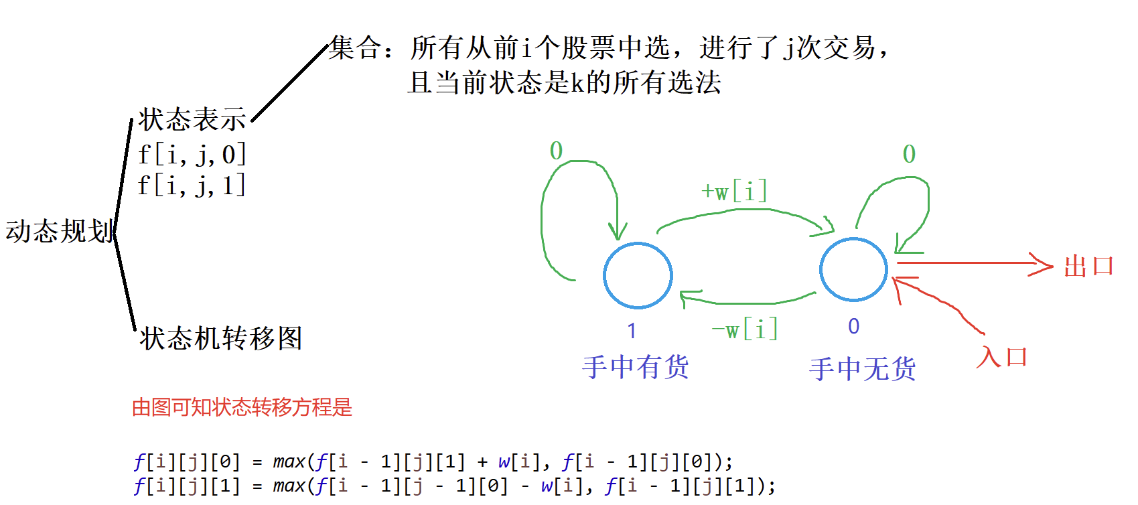 集合：所有从前i个股票中选，进行了j次交易，
且当前状态是k的所有选法
状态表示
f[i,j,0]
f[i,j,1]
动态规划
状态机转移图
0
0
+w[i]
-w[i]
1
0
手中有货
手中无货
出口
入口
由图可知状态转移方程是
f[i][j][0] = max(f[i - 1][j][1] + w[i], f[i - 1][j][0]);
f[i][j][1] = max(f[i - 1][j - 1][0] - w[i], f[i - 1][j][1]);